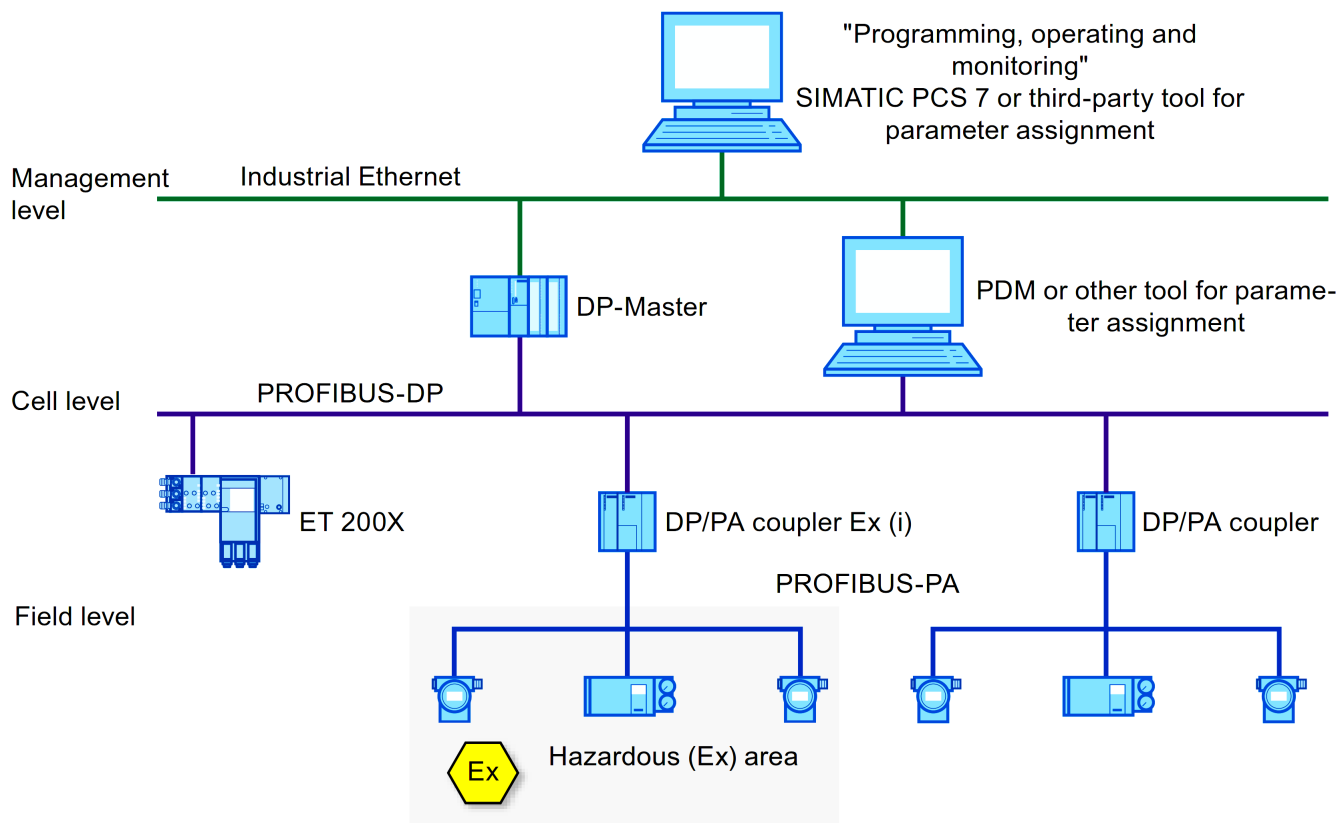 "Programming, operating and
monitoring"
SIMATIC PCS 7 or third-party tool for
parameter assignment
Management
level
Industrial Ethernet
DP-Master
PDM or other tool for parame-
ter assignment
Cell level
PROFIBUS-DP
ET 200X
DP/PA coupler Ex (i)
DP/PA coupler
PROFIBUS-PA
Field level
Hazardous (Ex) area
Ex